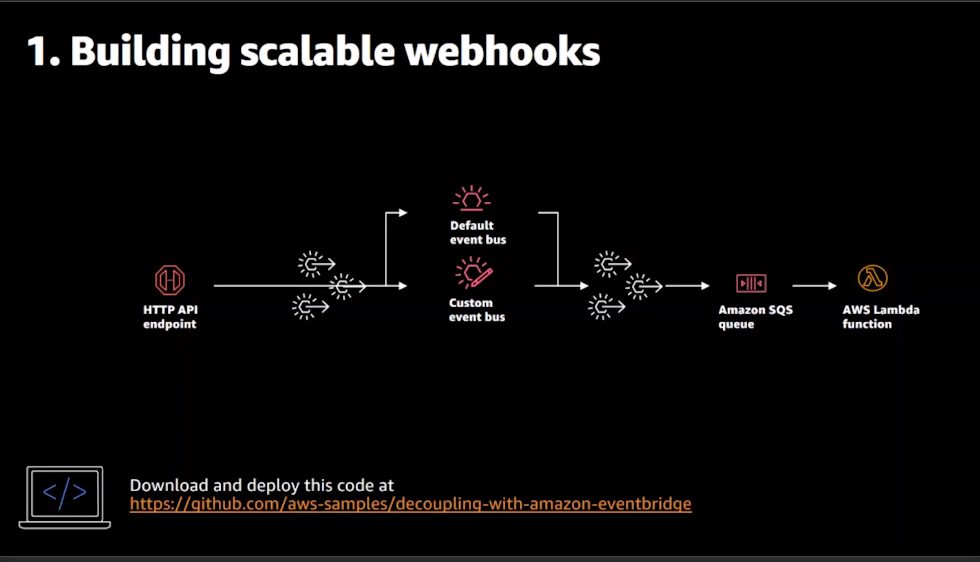 1. Building scalable webhooks
Default
event bus
HTTP API
endpoint
Custom
event bus
Amazon SQS
queue
AWS Lambda
function
</>
Download and deploy this code at
https://github.com/aws-samples/decoupling-with-amazon-eventbridge